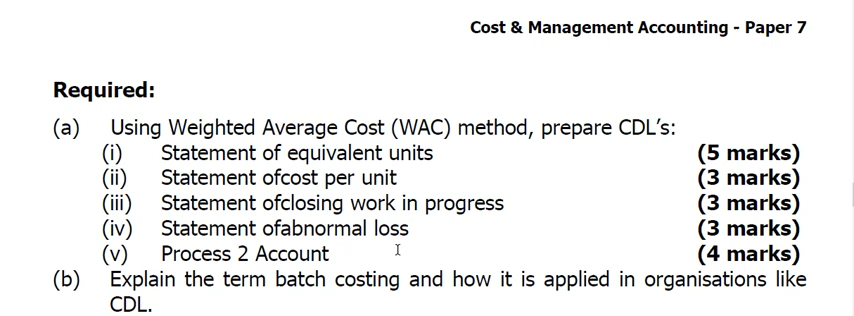 Cost & Management Accounting - Paper 7
Required:
(a) Using Weighted Average Cost (WAC) method, prepare CDL's:
(i) Statement of equivalent units (5 marks)
(ii) Statement ofcost per unit (3 marks)
(iii) Statement ofclosing work in progress (3 marks)
(iv) Statement ofabnormal loss (3 marks)
(v) Process 2 Account (4 marks)
(b) Explain the term batch costing and how it is applied in organisations like
CDL.